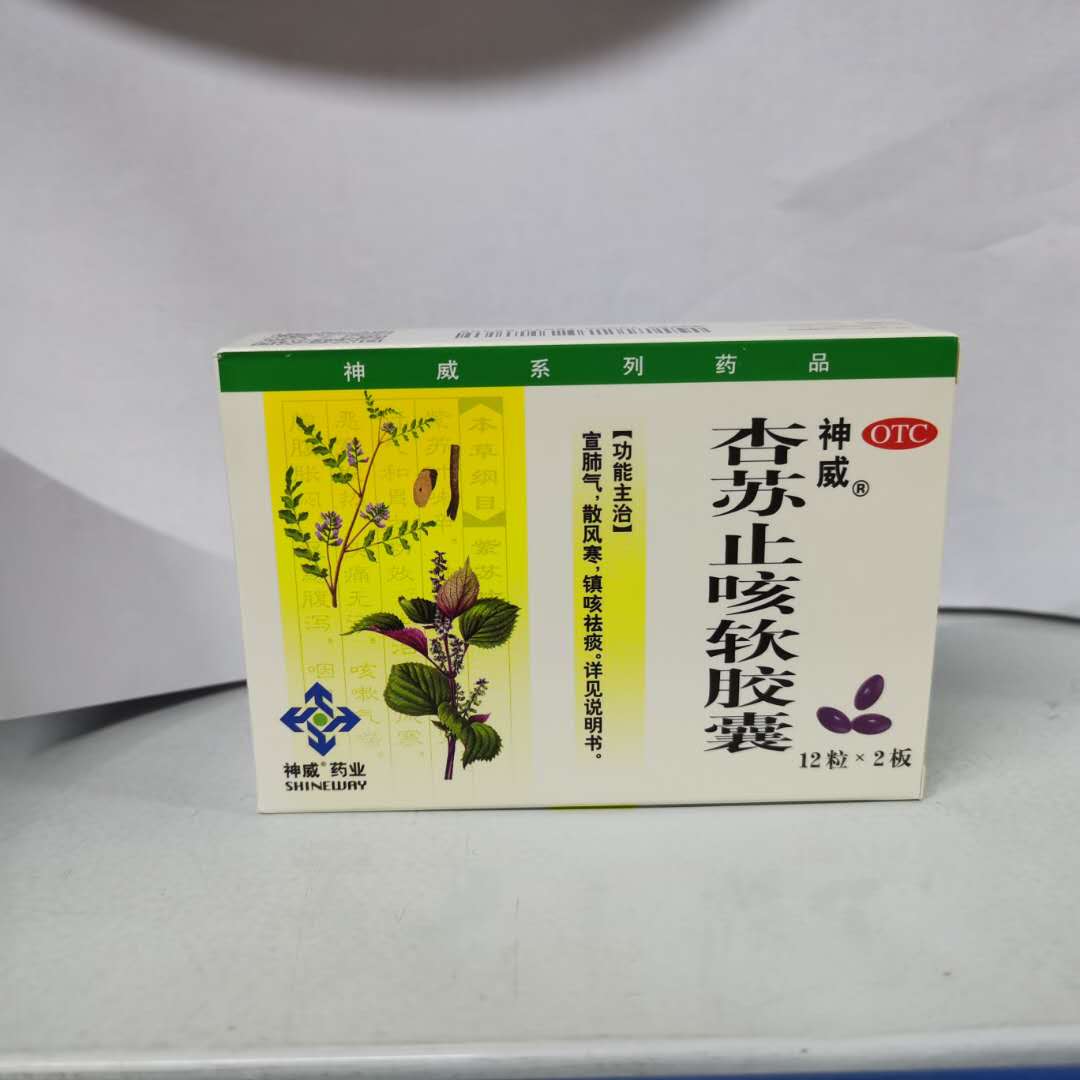 神威系列药品
OTC
神威®
杏苏止咳软胶囊
12粒×2板
【功能主治】
宣肺气，散风寒，镇咳祛痰。详见说明书。
【本草纲目】紫苏
神威®药业
SHINEWAY